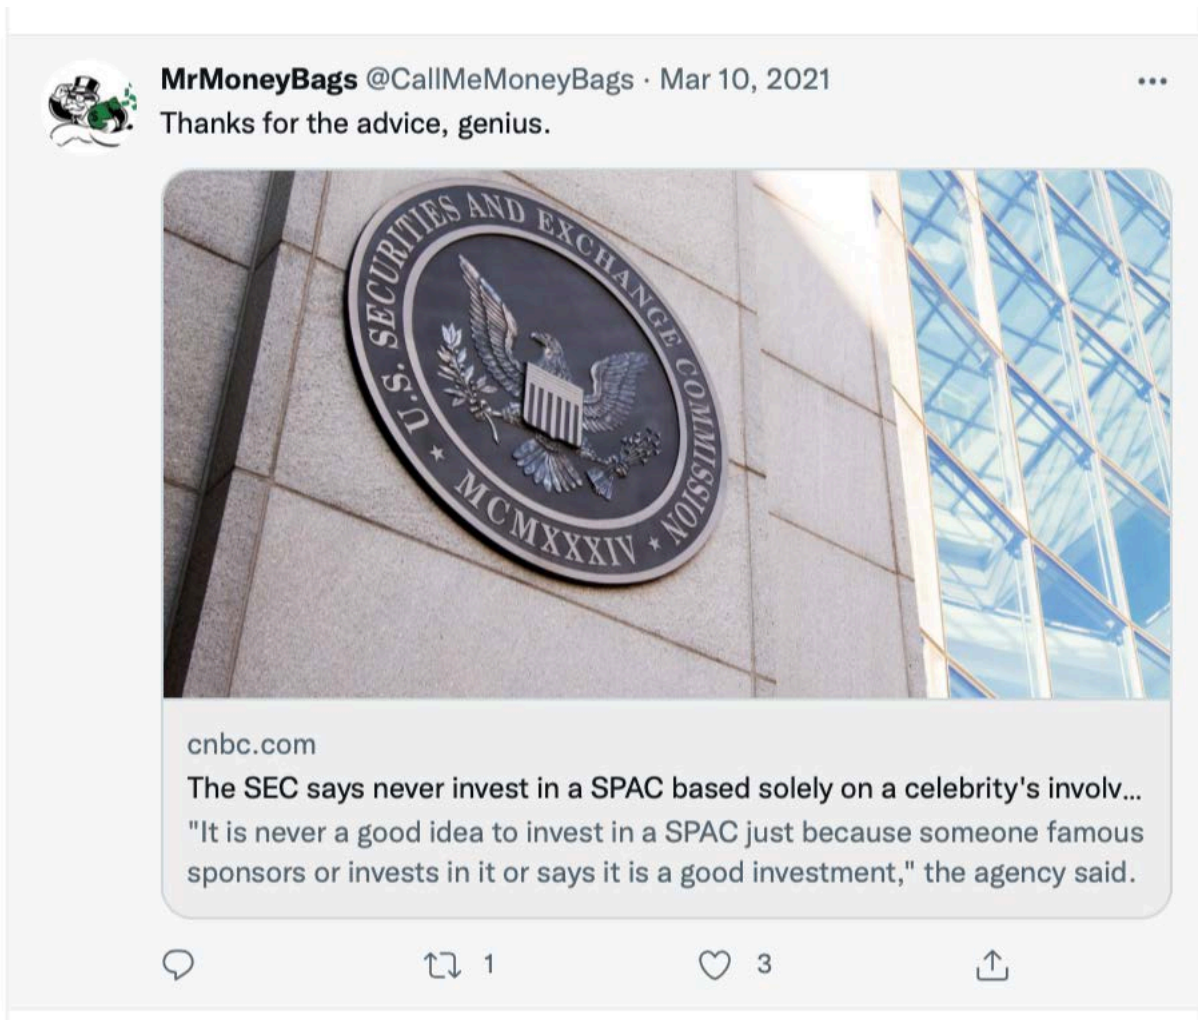 MrMoneyBags @CallMeMoneyBags · Mar 10, 2021
Thanks for the advice, genius.
U.S. SECURITIES AND EXCHANGE COMMISSION
MCMXXXIV
cnbc.com
The SEC says never invest in a SPAC based solely on a celebrity's involv...
"It is never a good idea to invest in a SPAC just because someone famous
sponsors or invests in it or says it is a good investment," the agency said.
1
3